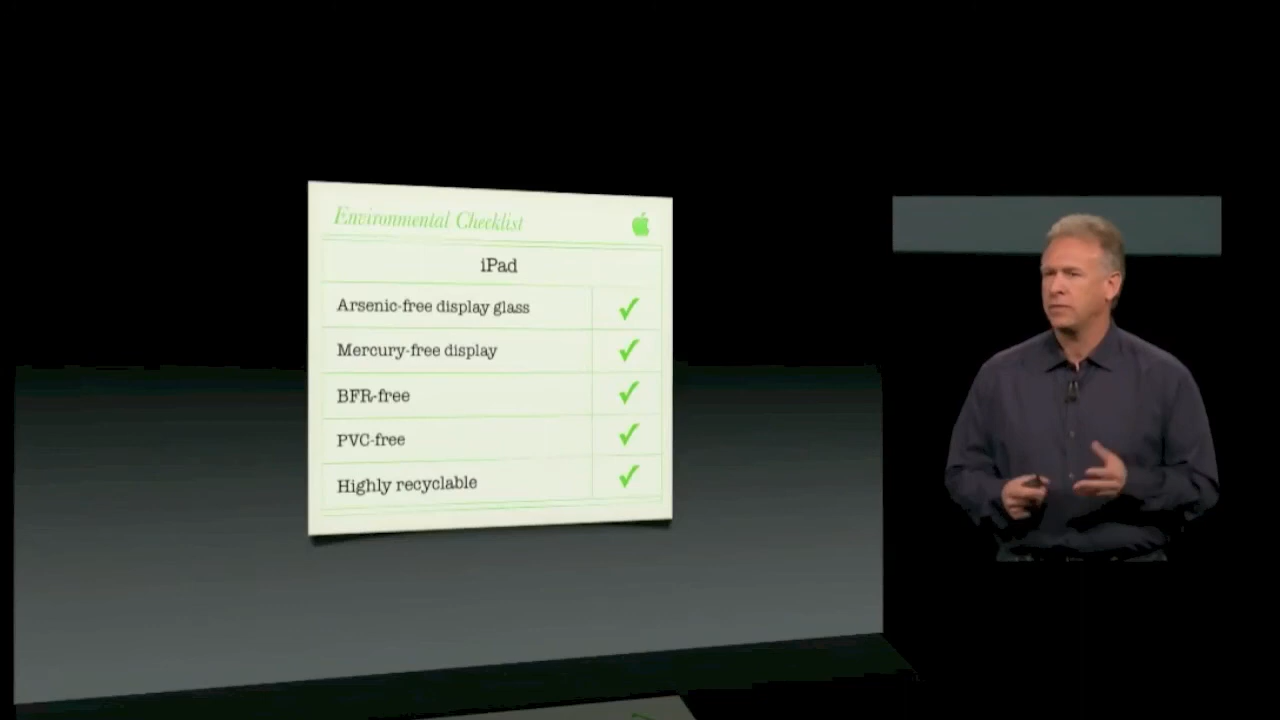 Environmental Checklist
iPad
Arsenic-free display glass
Mercury-free display
BFR-free
PVC-free
Highly recyclable